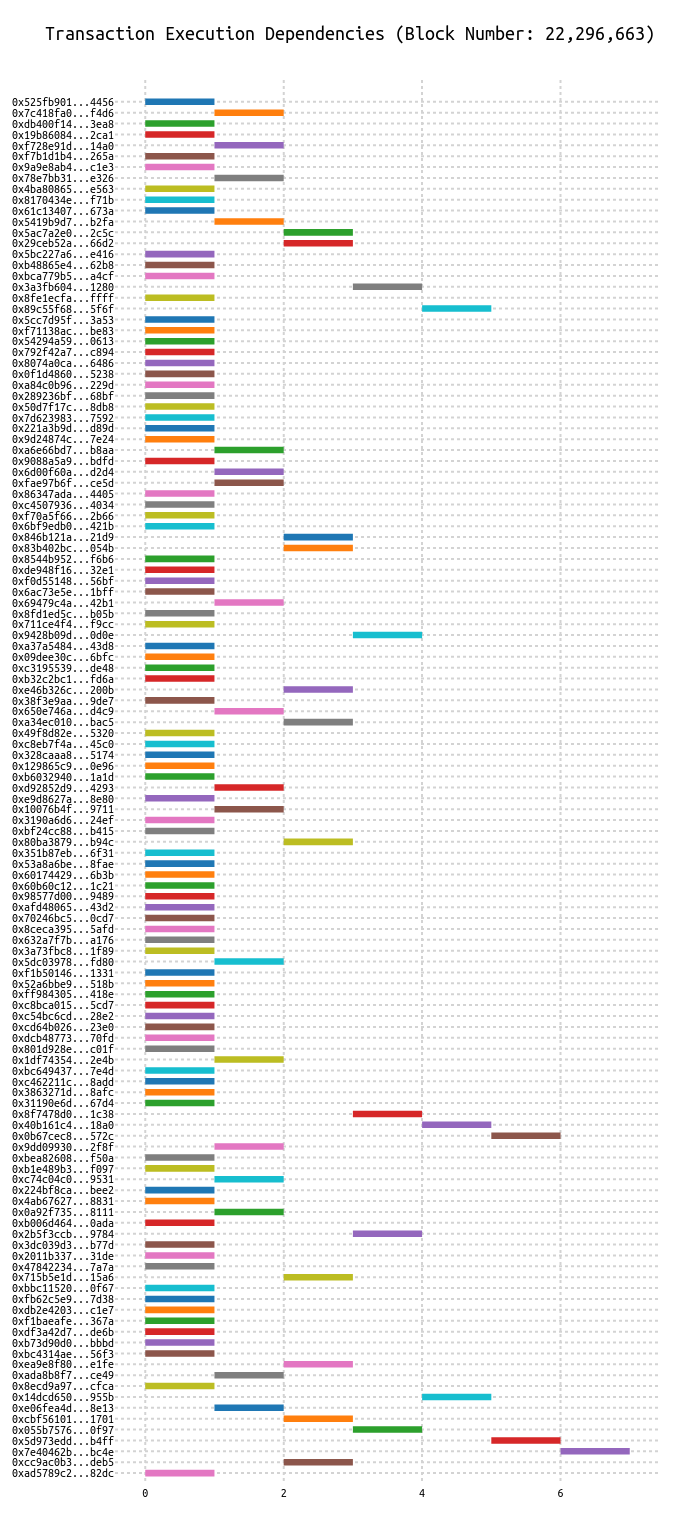 Transaction Execution Dependencies (Block Number: 22,296,663)
0x525fb901...4456
0x7c418fa0...f4d6
0xdb400f14...3ea8
0x19b86084...2ca1
0xf728e91d...14a0
0xf7b1d1b4...265a
0x9a9e8ab4...c1e3
0x78e7bb31...e326
0x4ba80865...e563
0x8170434e...f71b
0x61c13407...673a
0x5419b9d7...b2fa
0x5ac7a2e0...2c5c
0x29ceb52a...66d2
0x5bc227a6...e416
0xb48865e4...62b8
0xbca779b5...a4cf
0x3a3fb604...1280
0x8fe1ecfa...ffff
0x89c55f68...5f6f
0x5cc7d95f...3a53
0xf71138ac...be83
0x54294a59...0613
0x792f42a7...c894
0x8074a0ca...6486
0x0f1d4860...5238
0xa84c0b96...229d
0x289236bf...68bf
0x50d7f17c...8db8
0x7d623983...7592
0x221a3b9d...d89d
0x9d24874c...7e24
0xa6e66bd7...b8aa
0x9088a5a9...bdfd
0x6d00f60a...d2d4
0xfae97b6f...ce5d
0x86347ada...4405
0xc4507936...4034
0xf70a5f66...2b66
0x6bf9edb0...421b
0x846b121a...21d9
0x83b402bc...054b
0x8544b952...f6b6
0xde948f16...32e1
0xf0d55148...56bf
0x6ac73e5e...1bff
0x69479c4a...42b1
0x8fd1ed5c...b05b
0x711ce4f4...f9cc
0x9428b09d...0d0e
0xa37a5484...43d8
0x09dee30c...6bfc
0xc3195539...de48
0xb32c2bc1...fd6a
0xe46b326c...200b
0x38f3e9aa...9de7
0x650e746a...d4c9
0xa34ec010...bac5
0x49f8d82e...5320
0xc8eb7f4a...45c0
0x328caaa8...5174
0x129865c9...0e96
0xb6032940...1a1d
0xd92852d9...4293
0xe9d8627a...8e80
0x10076b4f...9711
0x3190a6d6...24ef
0xbf24cc88...b415
0x80ba3879...b94c
0x351b87eb...6f31
0x53a8a6be...8fae
0x60174429...6b3b
0x60b60c12...1c21
0x98577d00...9489
0xafd48065...43d2
0x70246bc5...0cd7
0x8ceca395...5afd
0x632a7f7b...a176
0x3a73fbc8...1f89
0x5dc03978...fd80
0xf1b50146...1331
0x52a6bbe9...518b
0xff984305...418e
0xc8bca015...5cd7
0xc54bc6cd...28e2
0xcd64b026...23e0
0xdcb48773...70fd
0x801d928e...c01f
0x1df74354...2e4b
0xbc649437...7e4d
0xc462211c...8add
0x3863271d...8afc
0x31190e6d...67d4
0x8f7478d0...1c38
0x40b161c4...18a0
0x0b67cec8...572c
0x9dd09930...2f8f
0xbea82608...f50a
0xb1e489b3...f097
0xc74c04c0...9531
0x224bf8ca...bee2
0x4ab67627...8831
0x0a92f735...8111
0xb006d464...0ada
0x2b5f3ccb...9784
0x3dc039d3...b77d
0x2011b337...31de
0x47842234...7a7a
0x715b5e1d...15a6
0xbbc11520...0f67
0xfb62c5e9...7d38
0xdb2e4203...c1e7
0xf1baeafe...367a
0xdf3a42d7...de6b
0xb73d90d0...bbbd
0xbc4314ae...56f3
0xea9e8f80...e1fe
0xada8b8f7...ce49
0x8ecd9a97...cfca
0x14dcd650...955b
0xe06fea4d...8e13
0xcbf56101...1701
0x055b7576...0f97
0x5d973edd...b4ff
0x7e40462b...bc4e
0xcc9ac0b3...deb5
0xad5789c2...82dc
0 2 4 6